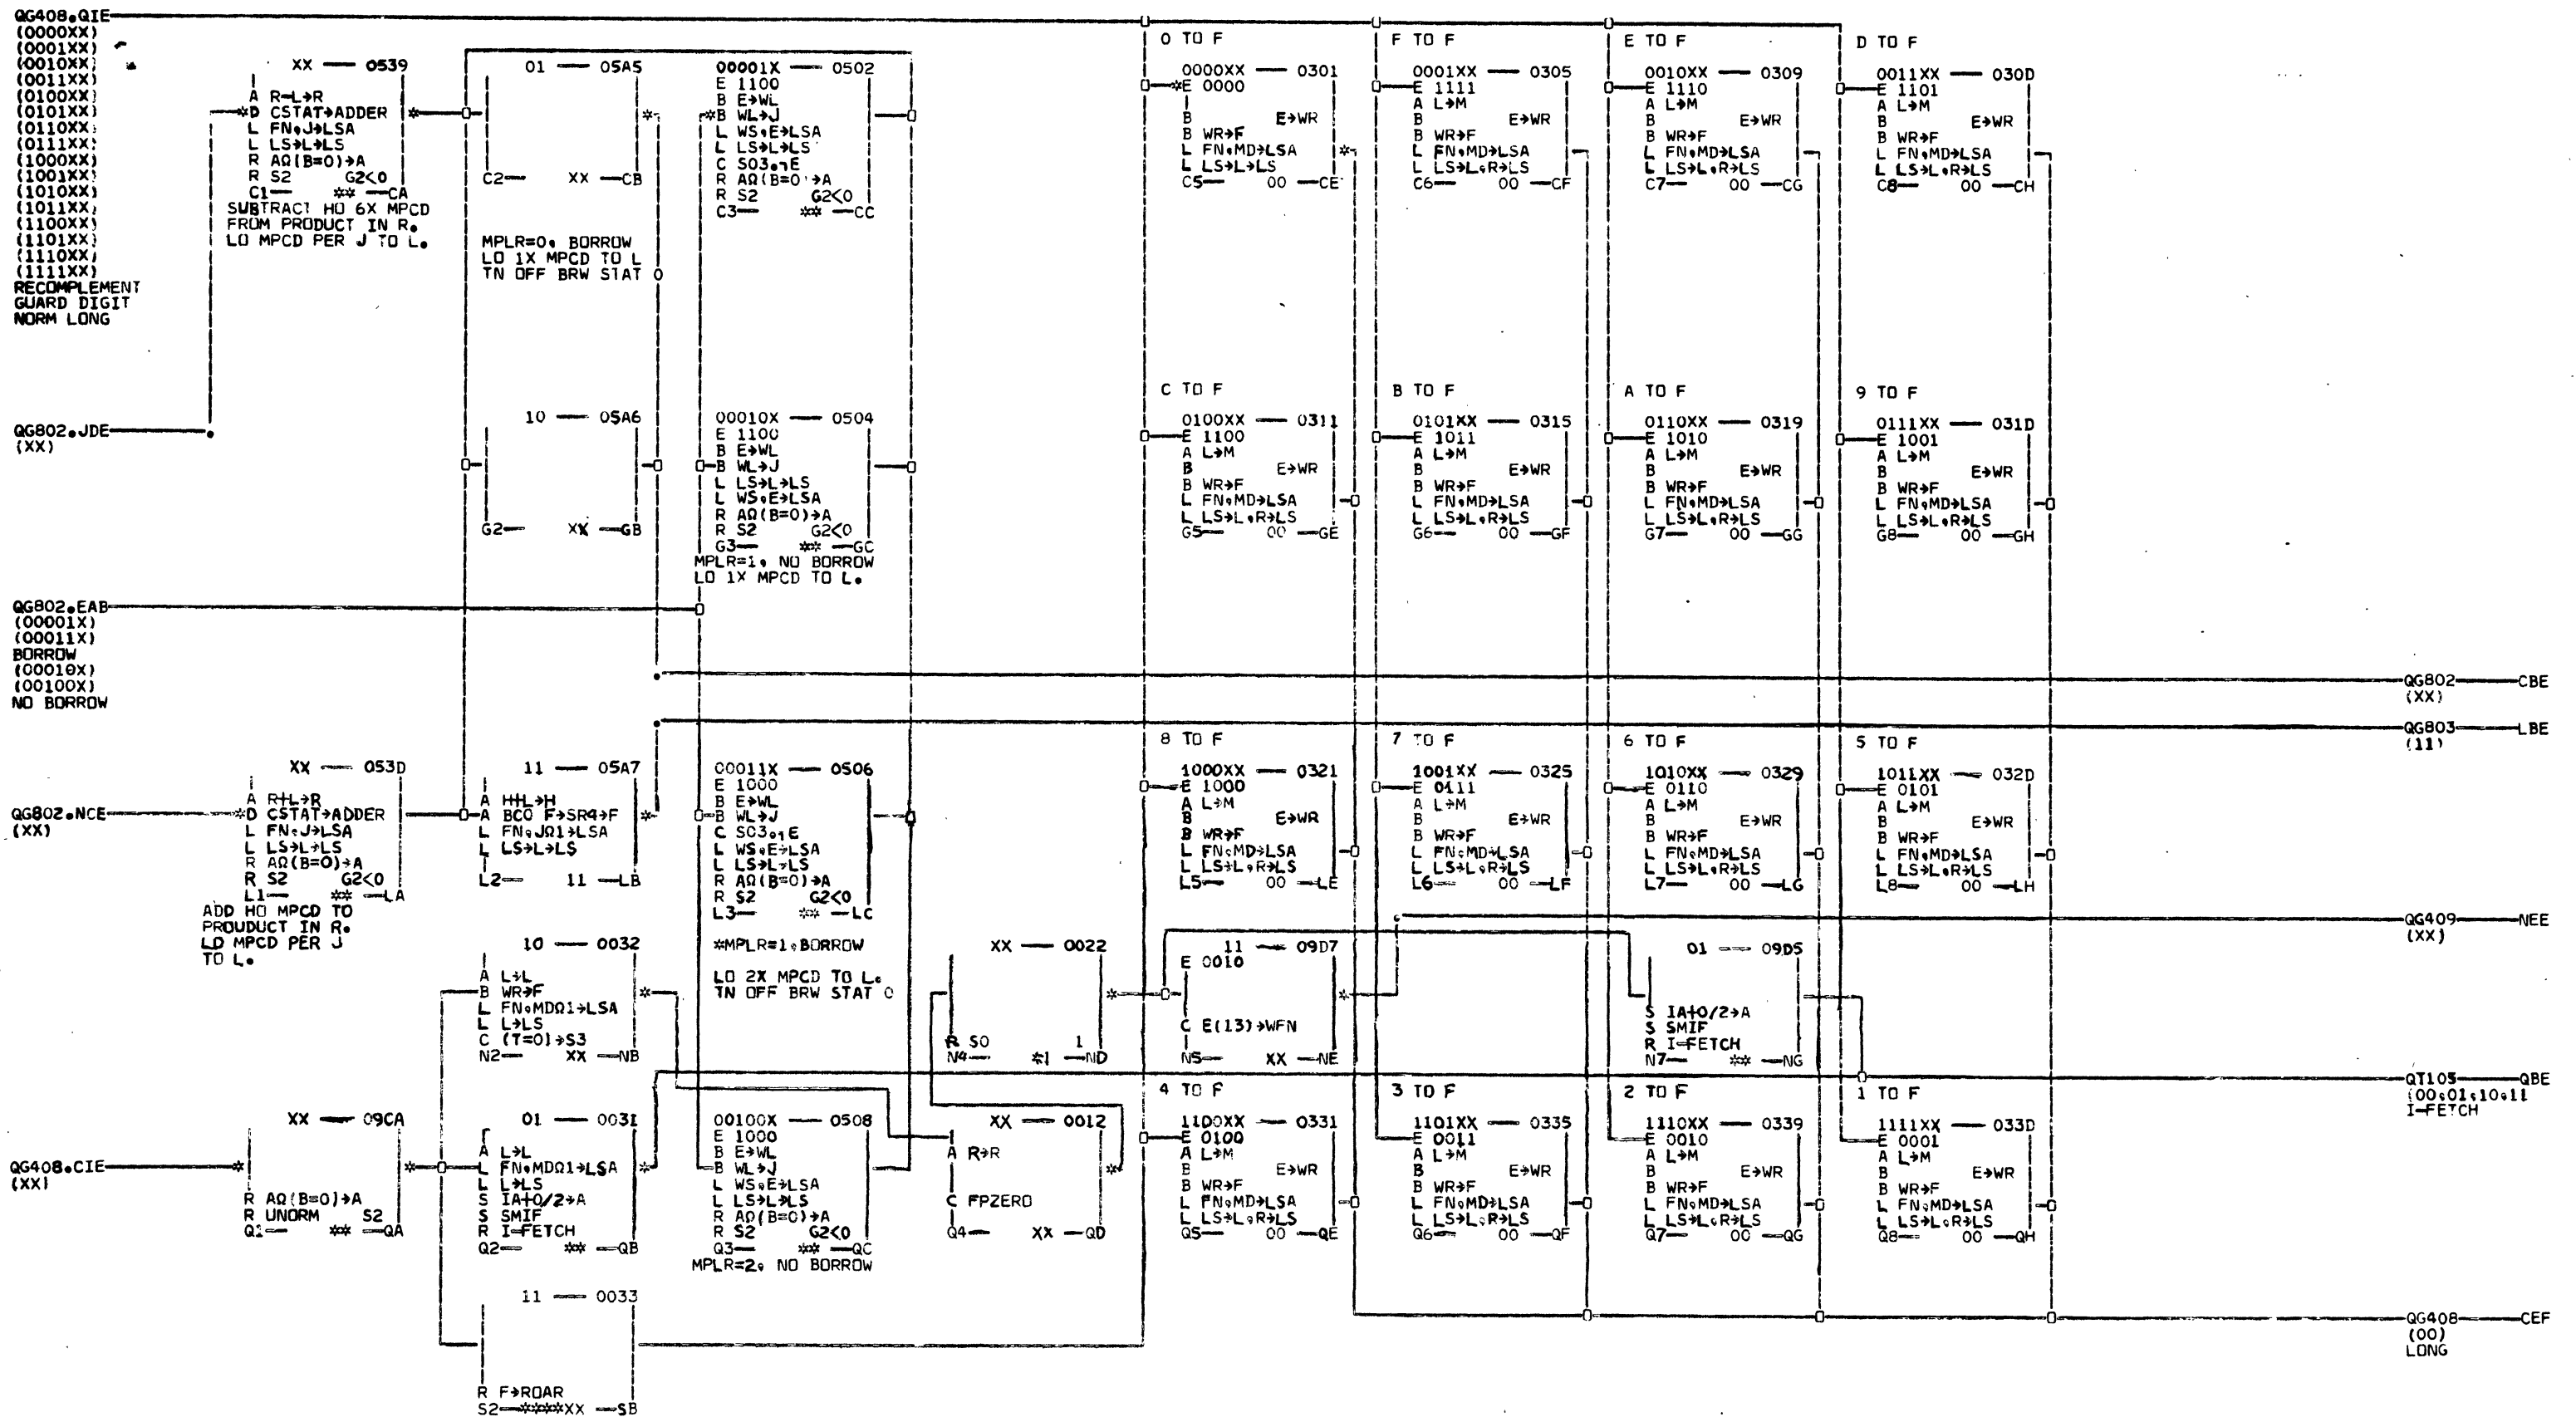 QG408.QIE
(0000XX)
(0001XX)
(0010XX)
(0011XX)
(0100XX)
(0101XX)
(0110XX)
(0111XX)
(1000XX)
(1001XX)
(1010XX)
(1011XX)
(1100XX)
(1101XX)
(1110XX)
(1111XX)
RECOMPLEMENT
GUARD DIGIT
NORM LONG
QG802.JDE
(XX)
QG802.EAB
(00001X)
(00011X)
BORROW
(00010X)
(00100X)
NO BORROW
QG802.NCE
(XX)
QG408.CIE
(XX)
XX — 0539
A R-L→R
*D CSTAT→ADDER *
L FN,J→LSA
L LS→L→LS
R AΩ(B=0)→A
R S2 G2<0
C1— ** —CA
SUBTRACT HO 6X MPCD
FROM PRODUCT IN R.
LO MPCD PER J TO L.
XX — 053D
A R+L→R
*D CSTAT→ADDER
L FN,J→LSA
L LS→L→LS
R AΩ(B=0)→A
R S2 G2<0
L1— ** —LA
ADD HO MPCD TO
PROUDUCT IN R.
LO MPCD PER J
TO L.
XX — 09CA
* *
R AΩ(B=0)→A
R UNORM S2
Q1— ** —QA
01 — 05A5
*
C2— XX —CB
MPLR=0, BORROW
LO 1X MPCD TO L
TN OFF BRW STAT 0
10 — 05A6
G2— XX —GB
11 — 05A7
A H+L→H
A BC0 F→SR4→F *
L FN,JΩ1→LSA
L LS→L→LS
L2— 11 —LB
10 — 0032
A L→L
B WR→F *
L FN,MDΩ1→LSA
L L→LS
C (T=0)→S3
N2— XX —NB
01 — 0031
A L→L
L FN,MDΩ1→LSA *
L L→LS
S IA+0/2→A
S SMIF
R I-FETCH
Q2— ** —QB
11 — 0033
R F→ROAR
S2—****XX —SB
00001X — 0502
E 1100
B E→WL
*B WL→J
L WS,E→LSA
L LS→L→LS
C S03,¬E
R AΩ(B=0)→A
R S2 G2<0
C3— ** —CC
00010X — 0504
E 1100
B E→WL
B WL→J
L LS→L→LS
L WS,E→LSA
R AΩ(B=0)→A
R S2 G2<0
G3— ** —GC
MPLR=1, NO BORROW
LO 1X MPCD TO L.
00011X — 0506
E 1000
B E→WL
B WL→J
C S03,¬E
L WS,E→LSA
L LS→L→LS
R AΩ(B=0)→A
R S2 G2<0
L3— ** —LC
*MPLR=1,BORROW
LO 2X MPCD TO L.
TN OFF BRW STAT 0
00100X — 0508
E 1000
B E→WL
B WL→J
L WS,E→LSA
L LS→L→LS
R AΩ(B=0)→A
R S2 G2<0
Q3— ** —QC
MPLR=2, NO BORROW
XX — 0022
*
R S0 1
N4— *1 —ND
XX — 0012
A R→R
*
C FPZERO
Q4— XX —QD
0 TO F
0000XX — 0301
*E 0000
B E→WR
B WR→F
L FN,MD→LSA *
L LS→L→LS
C5— 00 —CE
F TO F
0001XX — 0305
E 1111
A L→M
B E→WR
B WR→F
L FN,MD→LSA
L LS→L,R→LS
C6— 00 —CF
E TO F
0010XX — 0309
E 1110
A L→M
B E→WR
B WR→F
L FN,MD→LSA
L LS→L,R→LS
C7— 00 —CG
D TO F
0011XX — 030D
E 1101
A L→M
B E→WR
B WR→F
L FN,MD→LSA
L LS→L,R→LS
C8— 00 —CH
C TO F
0100XX — 0311
E 1100
A L→M
B E→WR
B WR→F
L FN,MD→LSA
L LS→L,R→LS
G5— 00 —GE
B TO F
0101XX — 0315
E 1011
A L→M
B E→WR
B WR→F
L FN,MD→LSA
L LS→L,R→LS
G6— 00 —GF
A TO F
0110XX — 0319
E 1010
A L→M
B E→WR
B WR→F
L FN,MD→LSA
L LS→L,R→LS
G7— 00 —GG
9 TO F
0111XX — 031D
E 1001
A L→M
B E→WR
B WR→F
L FN,MD→LSA
L LS→L,R→LS
G8— 00 —GH
8 TO F
1000XX — 0321
E 1000
A L→M
B E→WR
B WR→F
L FN,MD→LSA
L LS→L,R→LS
L5— 00 —LE
7 TO F
1001XX — 0325
E 0111
A L→M
B E→WR
B WR→F
L FN,MD→LSA
L LS→L,R→LS
L6— 00 —LF
6 TO F
1010XX — 0329
E 0110
A L→M
B E→WR
B WR→F
L FN,MD→LSA
L LS→L,R→LS
L7— 00 —LG
5 TO F
1011XX — 032D
E 0101
A L→M
B E→WR
B WR→F
L FN,MD→LSA
L LS→L,R→LS
L8— 00 —LH
11 — 09D7
E 0010
*
C E(13)→WFN
N5— XX —NE
01 — 09D5
S IA+0/2→A
S SMIF
R I-FETCH
N7— ** —NG
4 TO F
1100XX — 0331
E 0100
A L→M
B E→WR
B WR→F
L FN,MD→LSA
L LS→L,R→LS
Q5— 00 —QE
3 TO F
1101XX — 0335
E 0011
A L→M
B E→WR
B WR→F
L FN,MD→LSA
L LS→L,R→LS
Q6— 00 —QF
2 TO F
1110XX — 0339
E 0010
A L→M
B E→WR
B WR→F
L FN,MD→LSA
L LS→L,R→LS
Q7— 00 —QG
1 TO F
1111XX — 033D
E 0001
A L→M
B E→WR
B WR→F
L FN,MD→LSA
L LS→L,R→LS
Q8— 00 —QH
QG802 — CBE
(XX)
QG803 — LBE
(11)
QG409 — NEE
(XX)
QT105 — QBE
(00,01,10,11
I-FETCH
QG408 — CEF
(00)
LONG